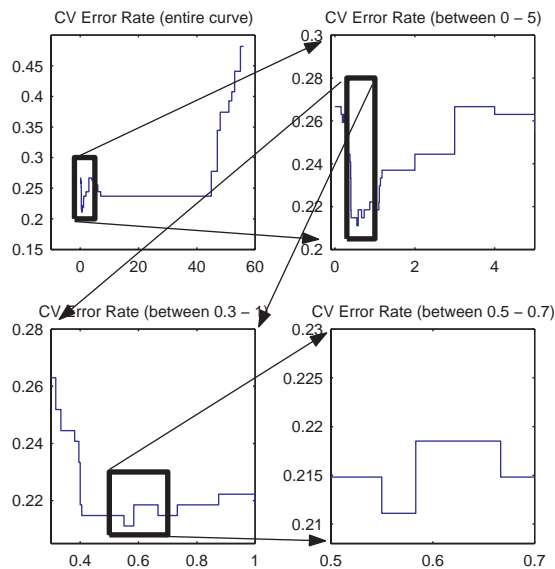 CV Error Rate (entire curve)
0.45
0.4
0.35
0.3
0.25
0.2
0.15
0 20 40 60
CV Error Rate (between 0 − 5)
0.3
0.28
0.26
0.24
0.22
0.2
0 2 4
CV Error Rate (between 0.3 − 1)
0.28
0.26
0.24
0.22
0.4 0.6 0.8 1
CV Error Rate (between 0.5 − 0.7)
0.23
0.225
0.22
0.215
0.21
0.5 0.6 0.7